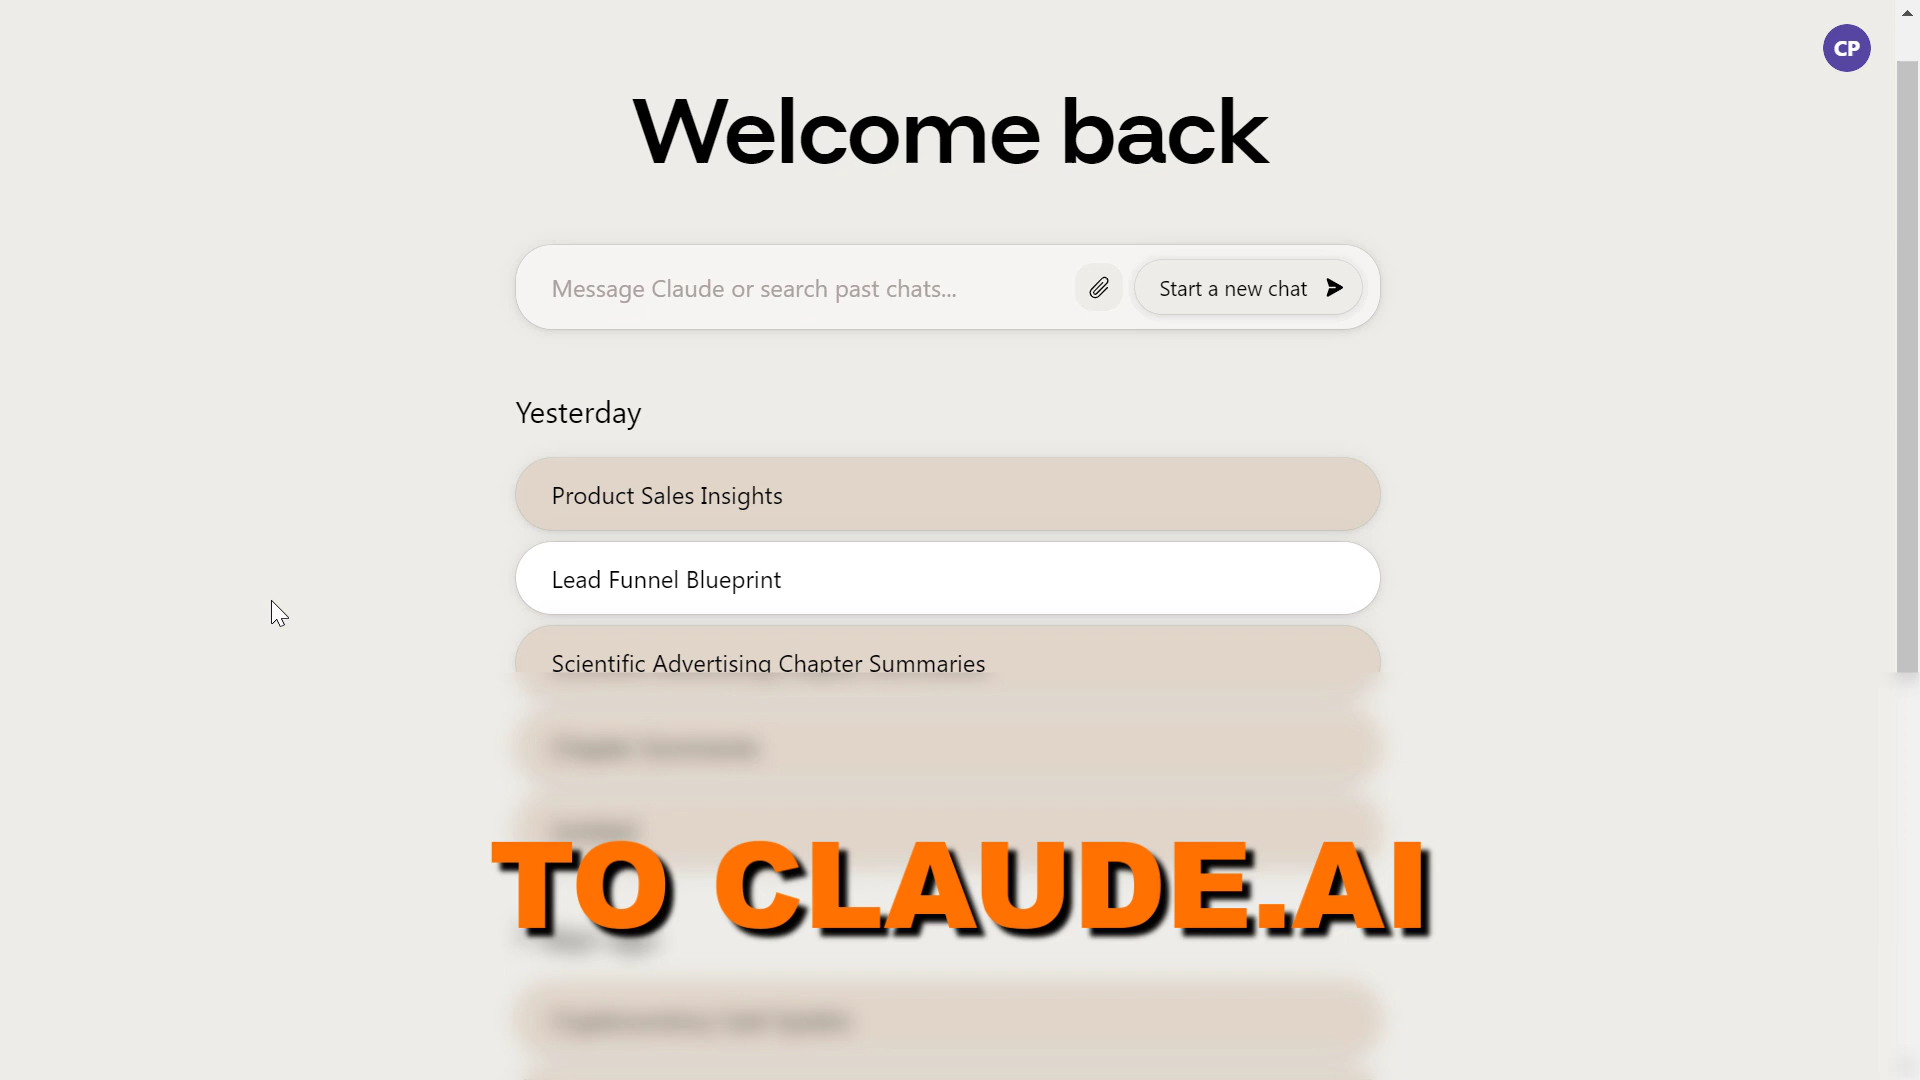 CP
Welcome back
Message Claude or search past chats...
Start a new chat
Yesterday
Product Sales Insights
Lead Funnel Blueprint
Scientific Advertising Chapter Summaries
TO CLAUDE.AI